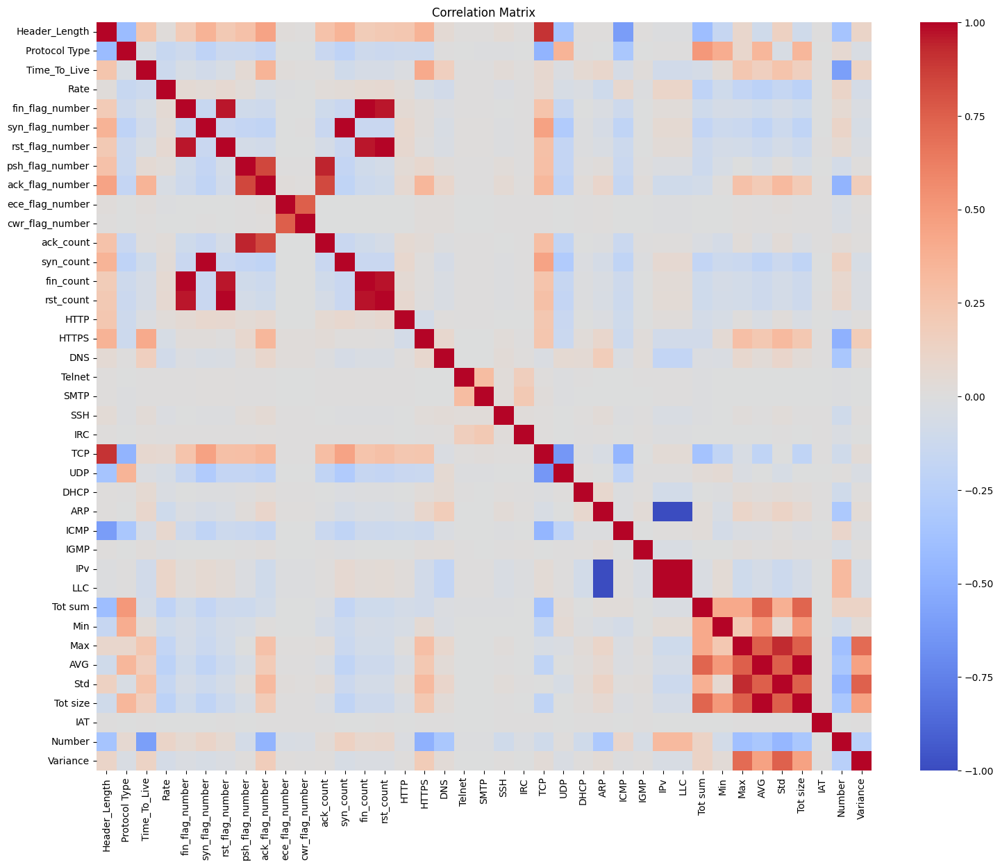 Correlation Matrix
Header_Length
Protocol Type
Time_To_Live
Rate
fin_flag_number
syn_flag_number
rst_flag_number
psh_flag_number
ack_flag_number
ece_flag_number
cwr_flag_number
ack_count
syn_count
fin_count
rst_count
HTTP
HTTPS
DNS
Telnet
SMTP
SSH
IRC
TCP
UDP
DHCP
ARP
ICMP
IGMP
IPv
LLC
Tot sum
Min
Max
AVG
Std
Tot size
IAT
Number
Variance
Header_Length
Protocol Type
Time_To_Live
Rate
fin_flag_number
syn_flag_number
rst_flag_number
psh_flag_number
ack_flag_number
ece_flag_number
cwr_flag_number
ack_count
syn_count
fin_count
rst_count
HTTP
HTTPS
DNS
Telnet
SMTP
SSH
IRC
TCP
UDP
DHCP
ARP
ICMP
IGMP
IPv
LLC
Tot sum
Min
Max
AVG
Std
Tot size
IAT
Number
Variance
1.00
0.75
0.50
0.25
0.00
−0.25
−0.50
−0.75
−1.00